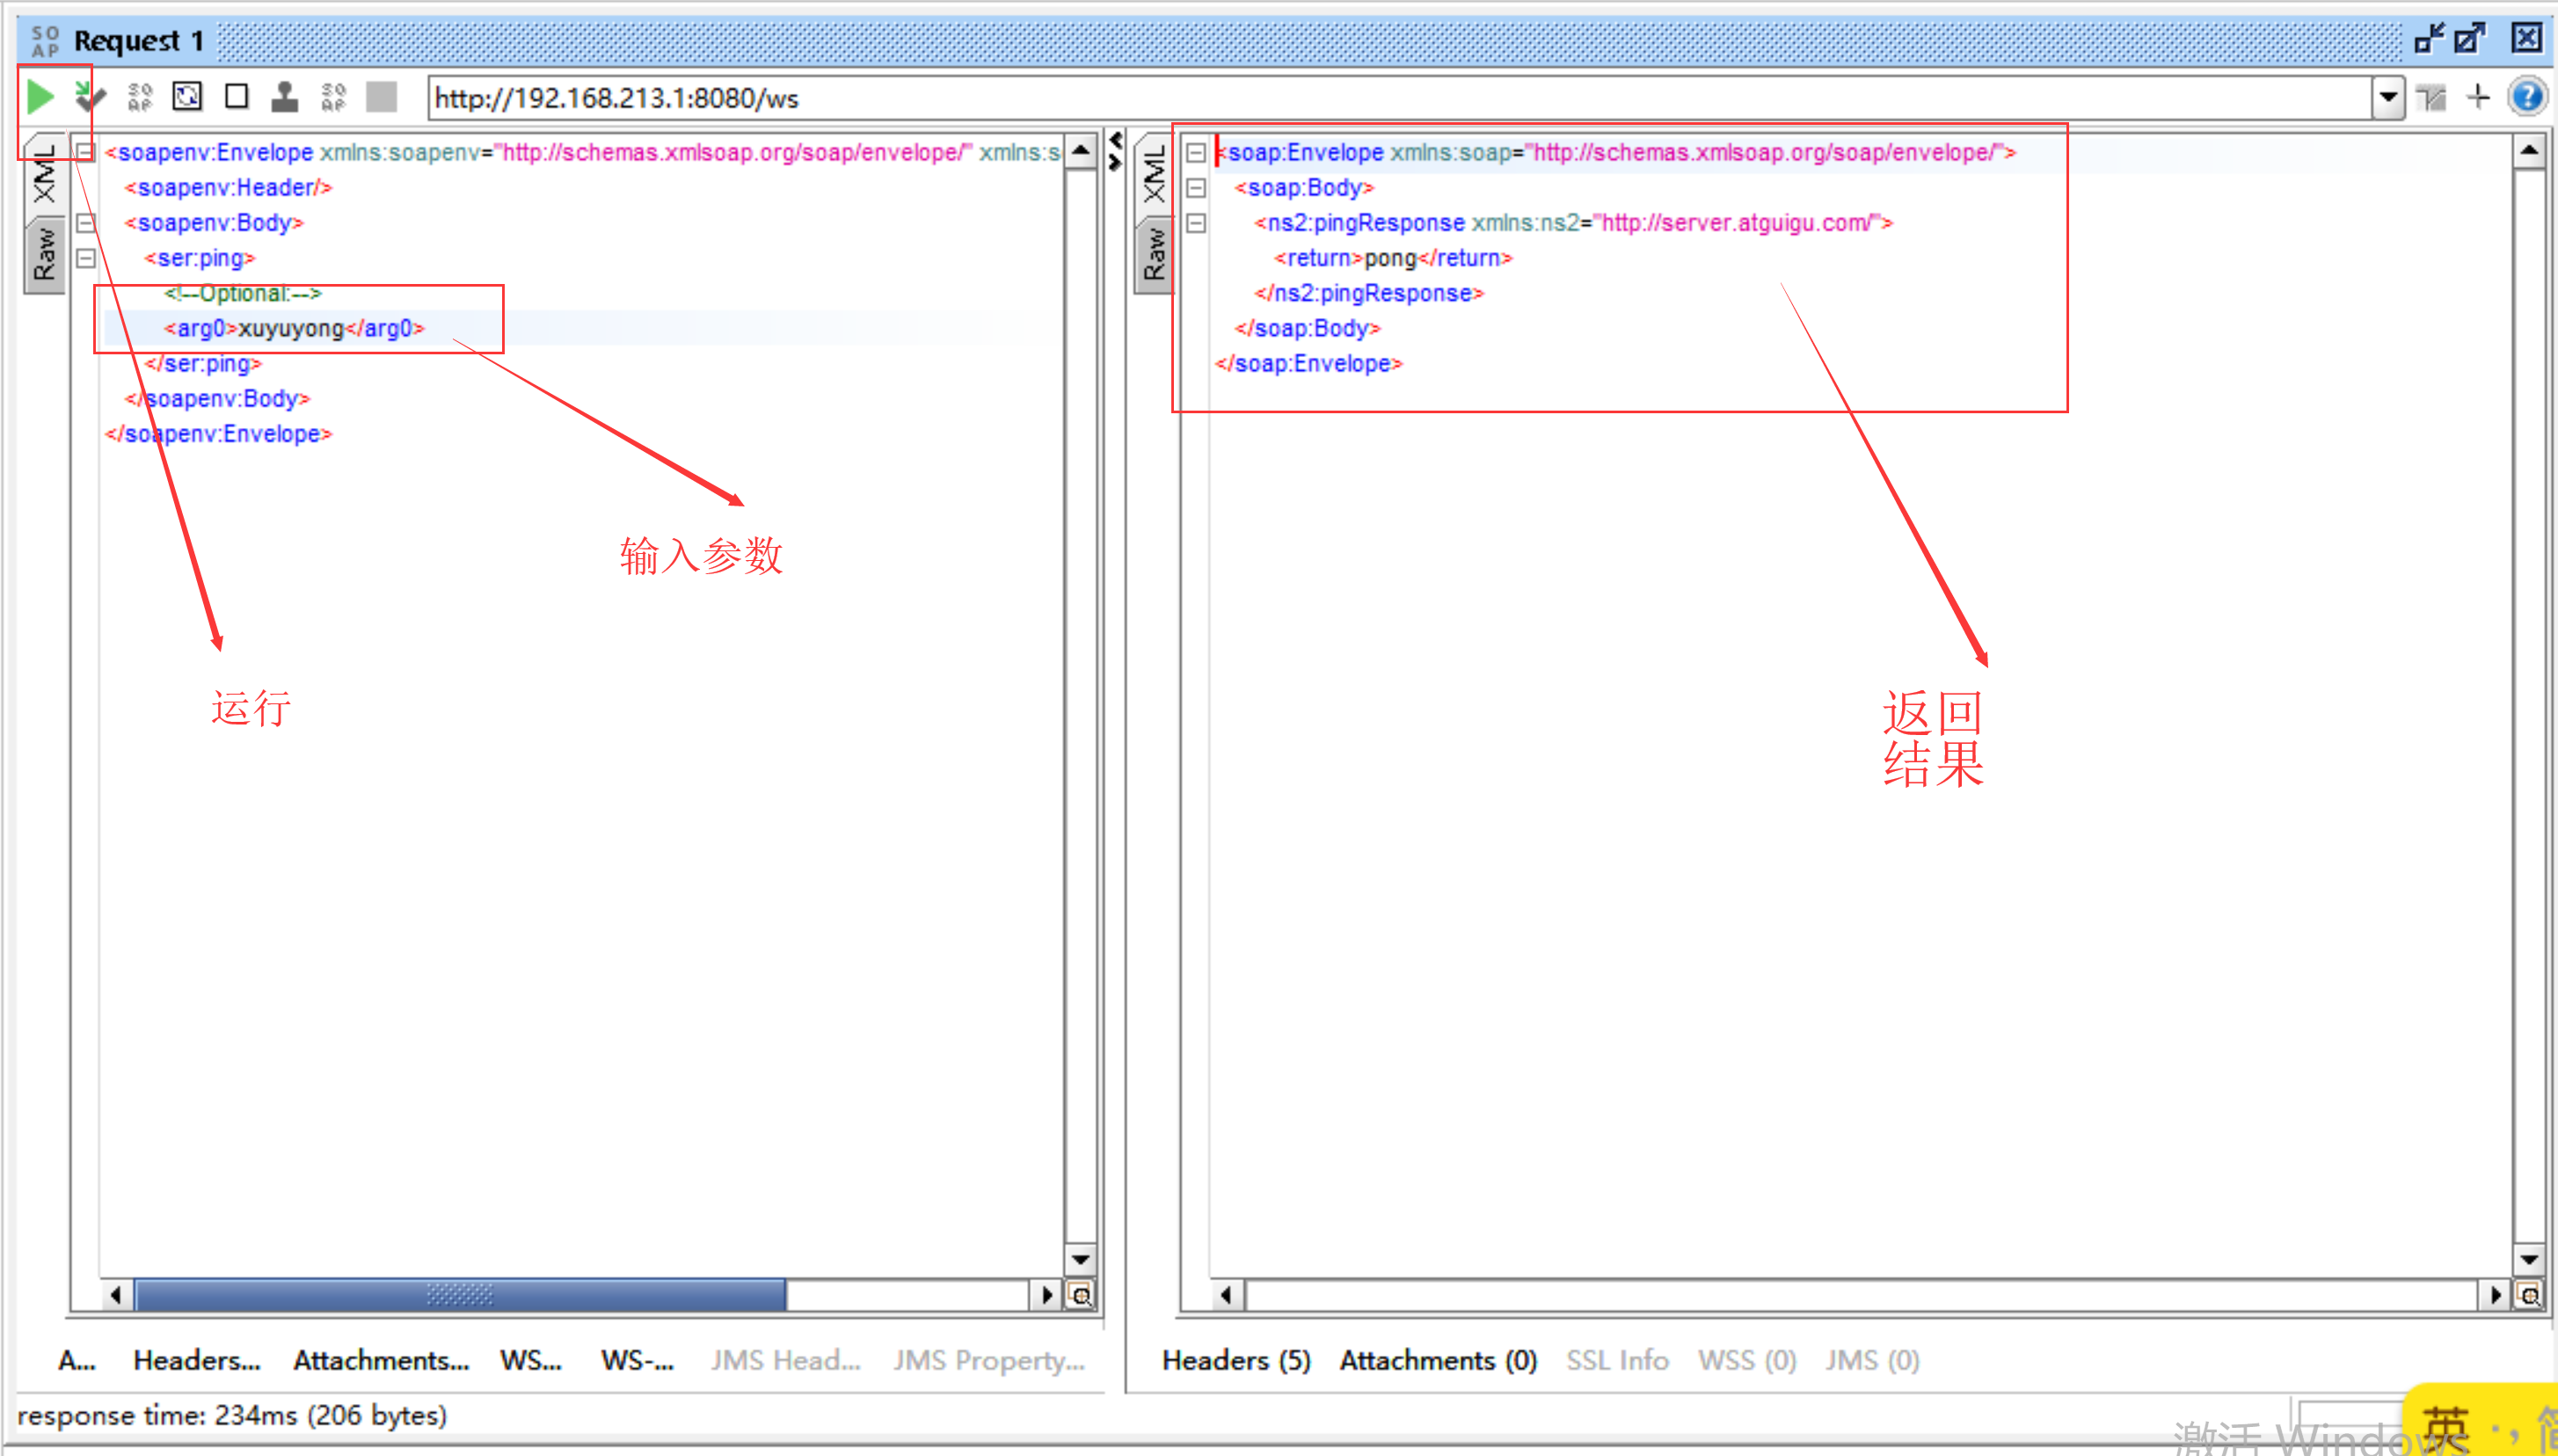 SO
AP
Request 1
SO
AP
SO
AP
http://192.168.213.1:8080/ws
XML
Raw
<soapenv:Envelope xmlns:soapenv="http://schemas.xmlsoap.org/soap/envelope/" xmlns:s
<soapenv:Header/>
<soapenv:Body>
<ser:ping>
<!--Optional:-->
<arg0>xuyuyong</arg0>
</ser:ping>
</soapenv:Body>
</soapenv:Envelope>
输入参数
运行
XML
Raw
<soap:Envelope xmlns:soap="http://schemas.xmlsoap.org/soap/envelope/">
<soap:Body>
<ns2:pingResponse xmlns:ns2="http://server.atguigu.com/">
<return>pong</return>
</ns2:pingResponse>
</soap:Body>
</soap:Envelope>
返回
结果
A... Headers... Attachments... WS... WS-... JMS Head... JMS Property...
Headers (5) Attachments (0) SSL Info WSS (0) JMS (0)
response time: 234ms (206 bytes)
激活 Windows
英 ·, 简